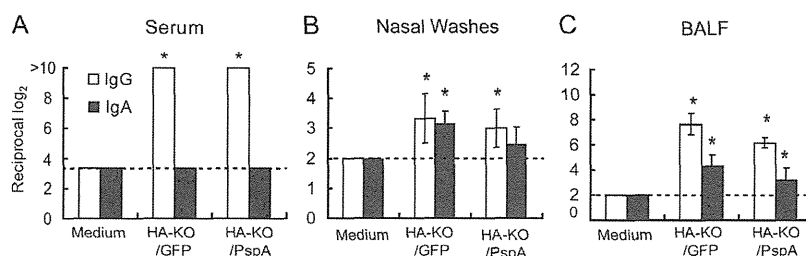 A Serum
B Nasal Washes
C BALF
Reciprocal log2
>10
8
6
4
2
0
IgG
IgA
*
*
Medium
HA-KO
/GFP
HA-KO
/PspA
5
4
3
2
1
0
*
*
*
Medium
HA-KO
/GFP
HA-KO
/PspA
12
10
8
6
4
2
0
*
*
*
*
Medium
HA-KO
/GFP
HA-KO
/PspA